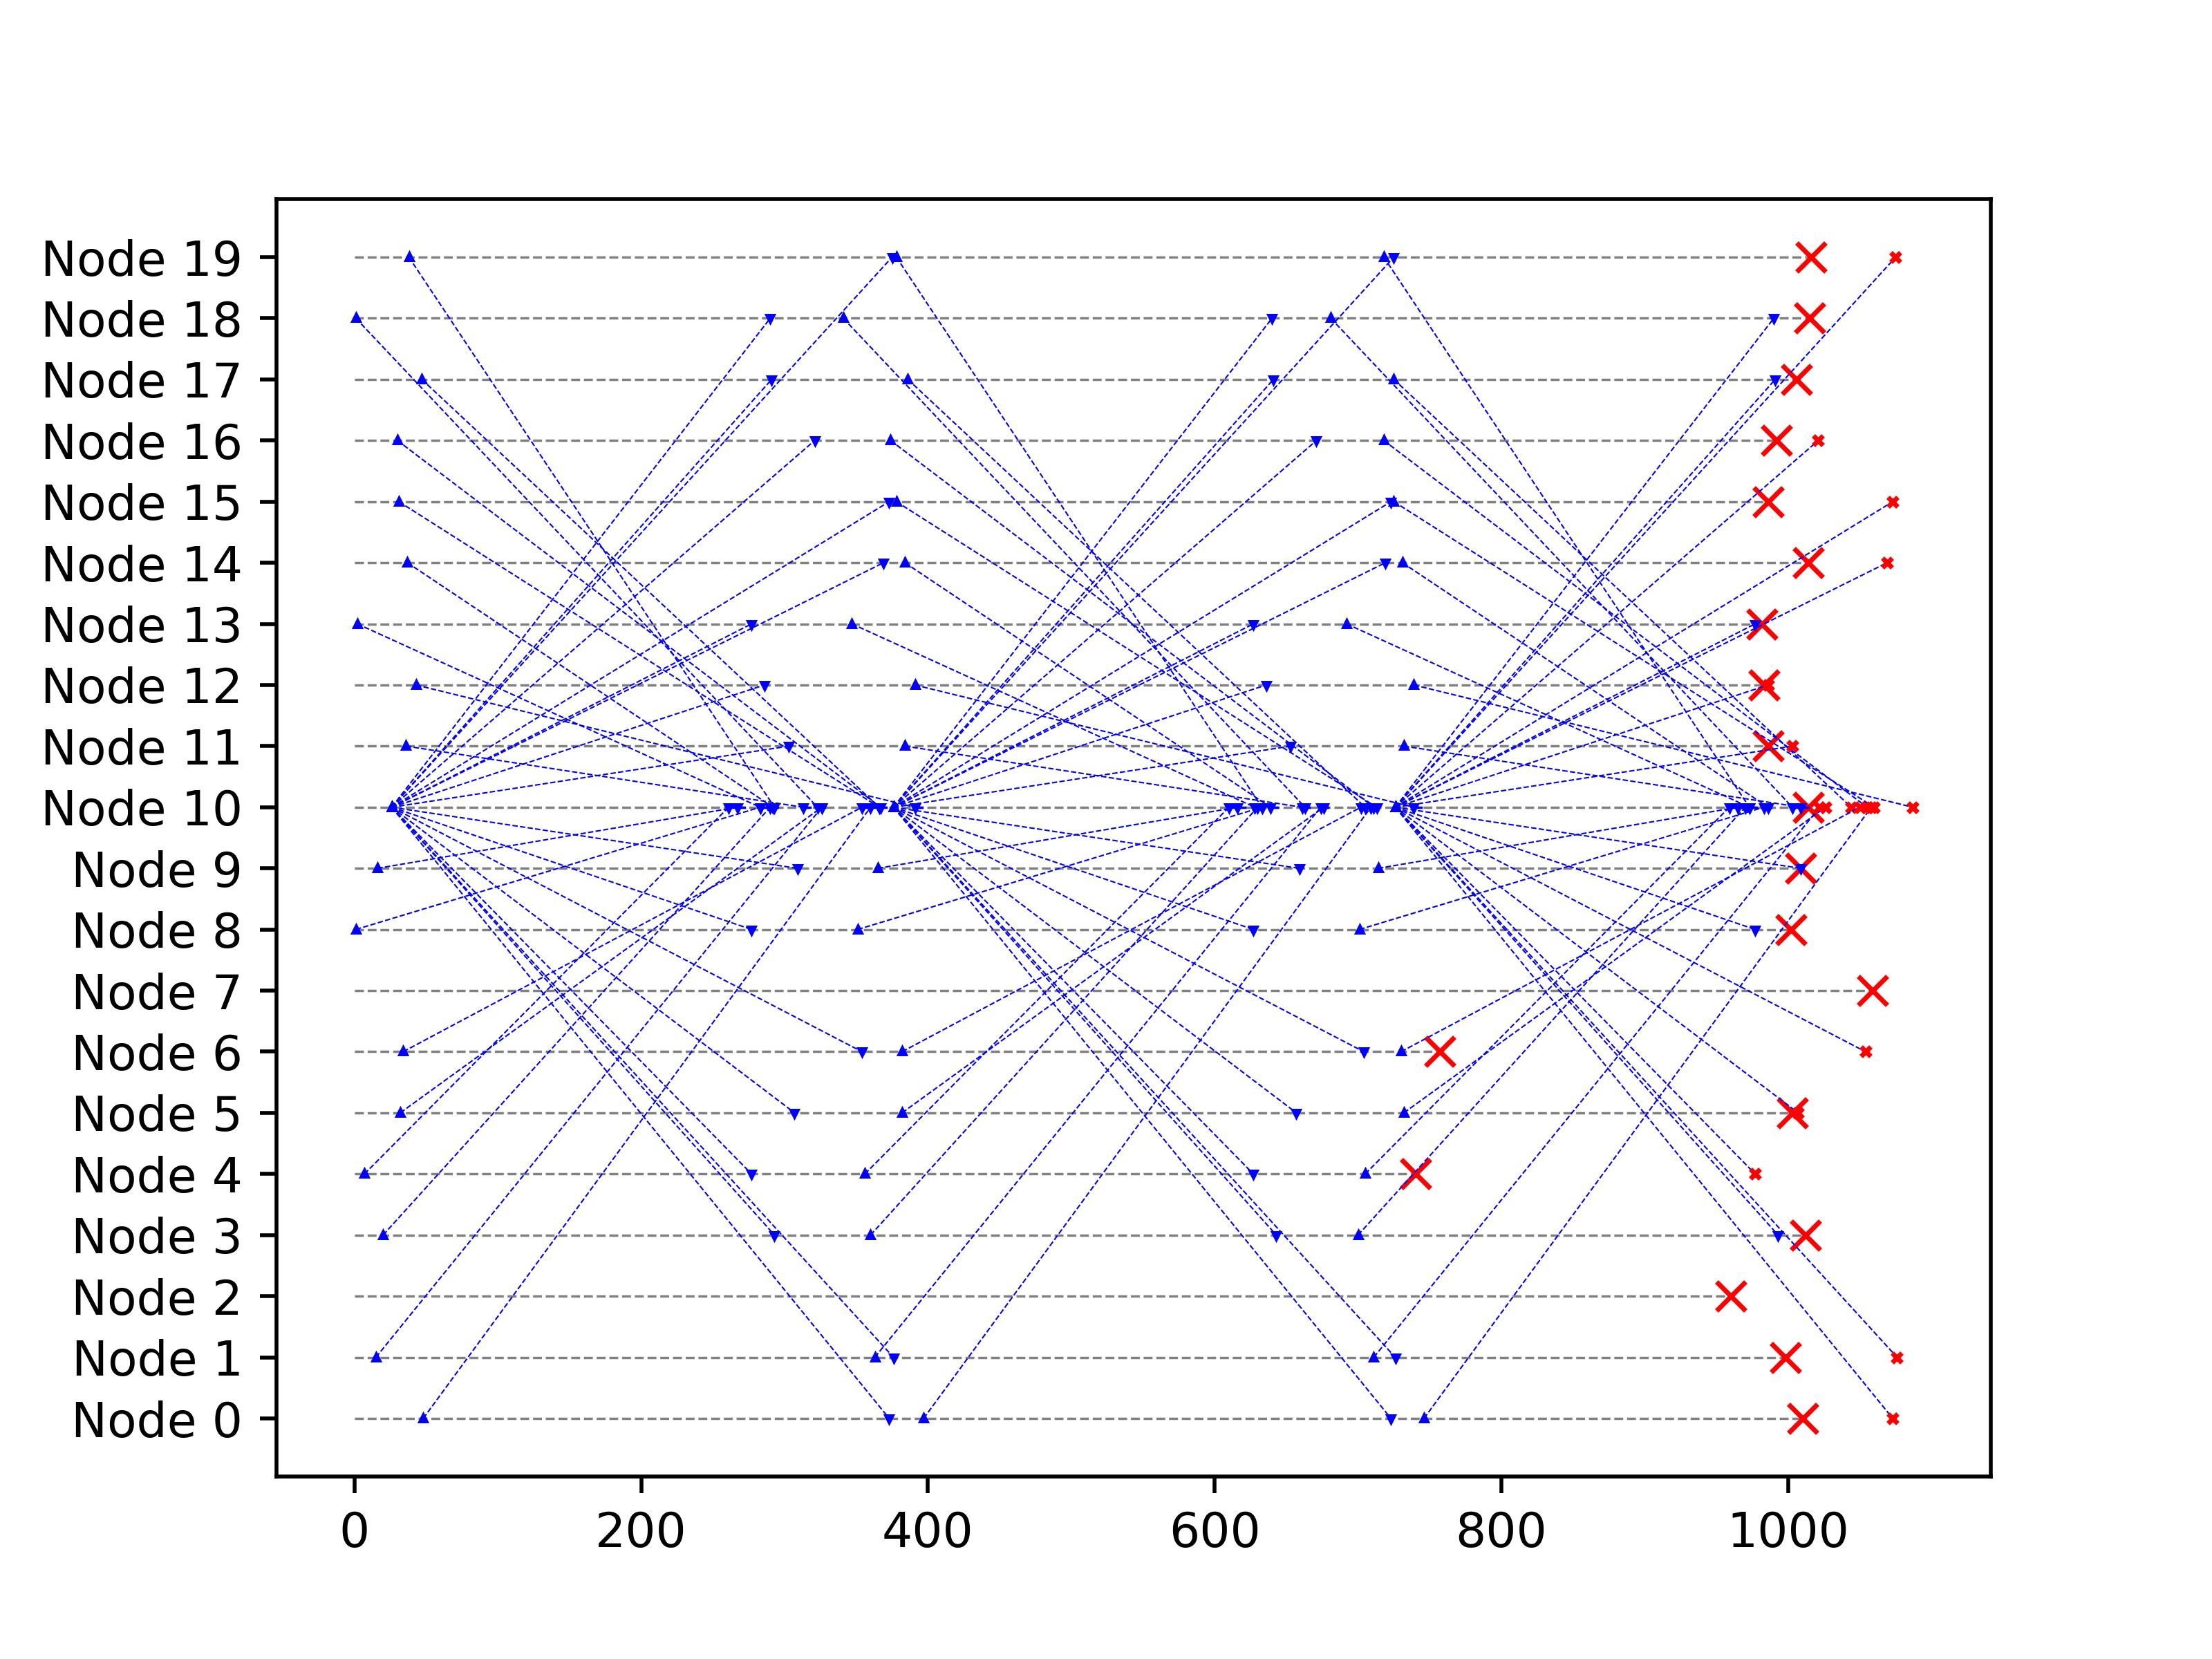 Node 19
Node 18
Node 17
Node 16
Node 15
Node 14
Node 13
Node 12
Node 11
Node 10
Node 9
Node 8
Node 7
Node 6
Node 5
Node 4
Node 3
Node 2
Node 1
Node 0
0 200 400 600 800 1000